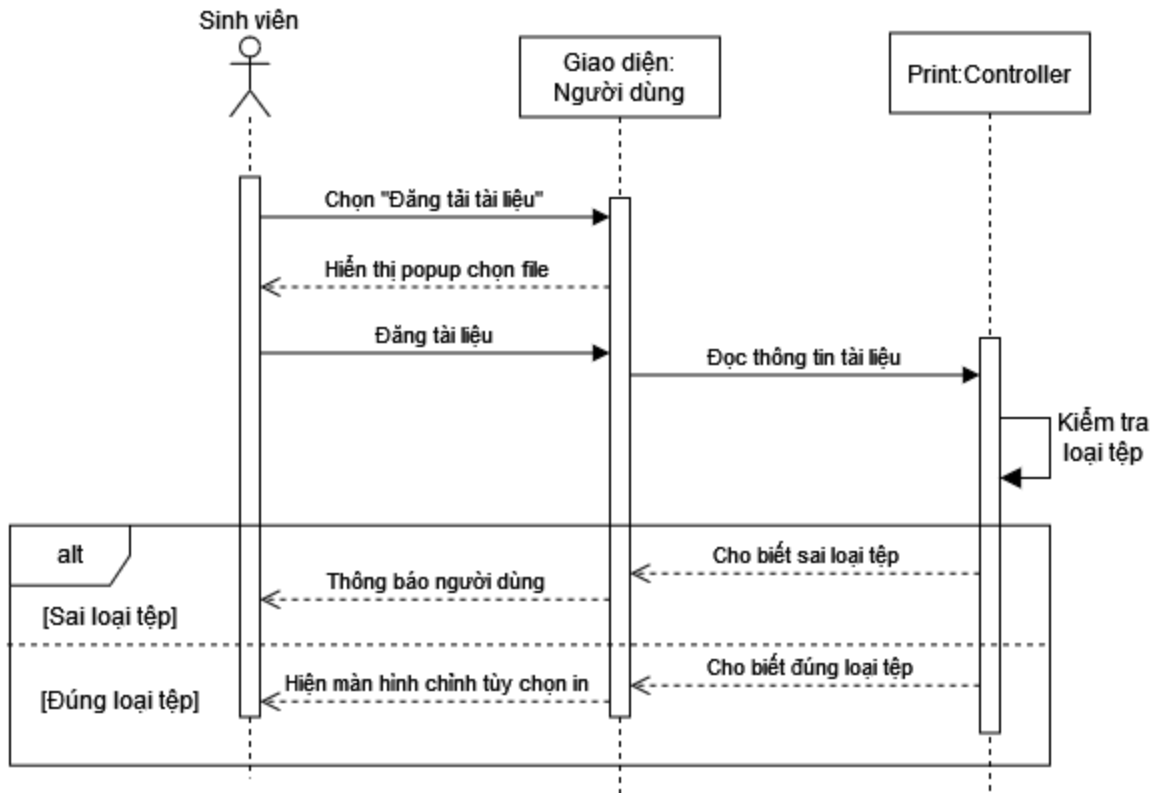 Sinh viên
Giao diện:
Người dùng
Print:Controller
Chọn "Đăng tải tài liệu"
Hiển thị popup chọn file
Đăng tài liệu
Đọc thông tin tài liệu
Kiểm tra
loại tệp
alt
Cho biết sai loại tệp
Thông báo người dùng
[Sai loại tệp]
Cho biết đúng loại tệp
Hiện màn hình chỉnh tùy chọn in
[Đúng loại tệp]